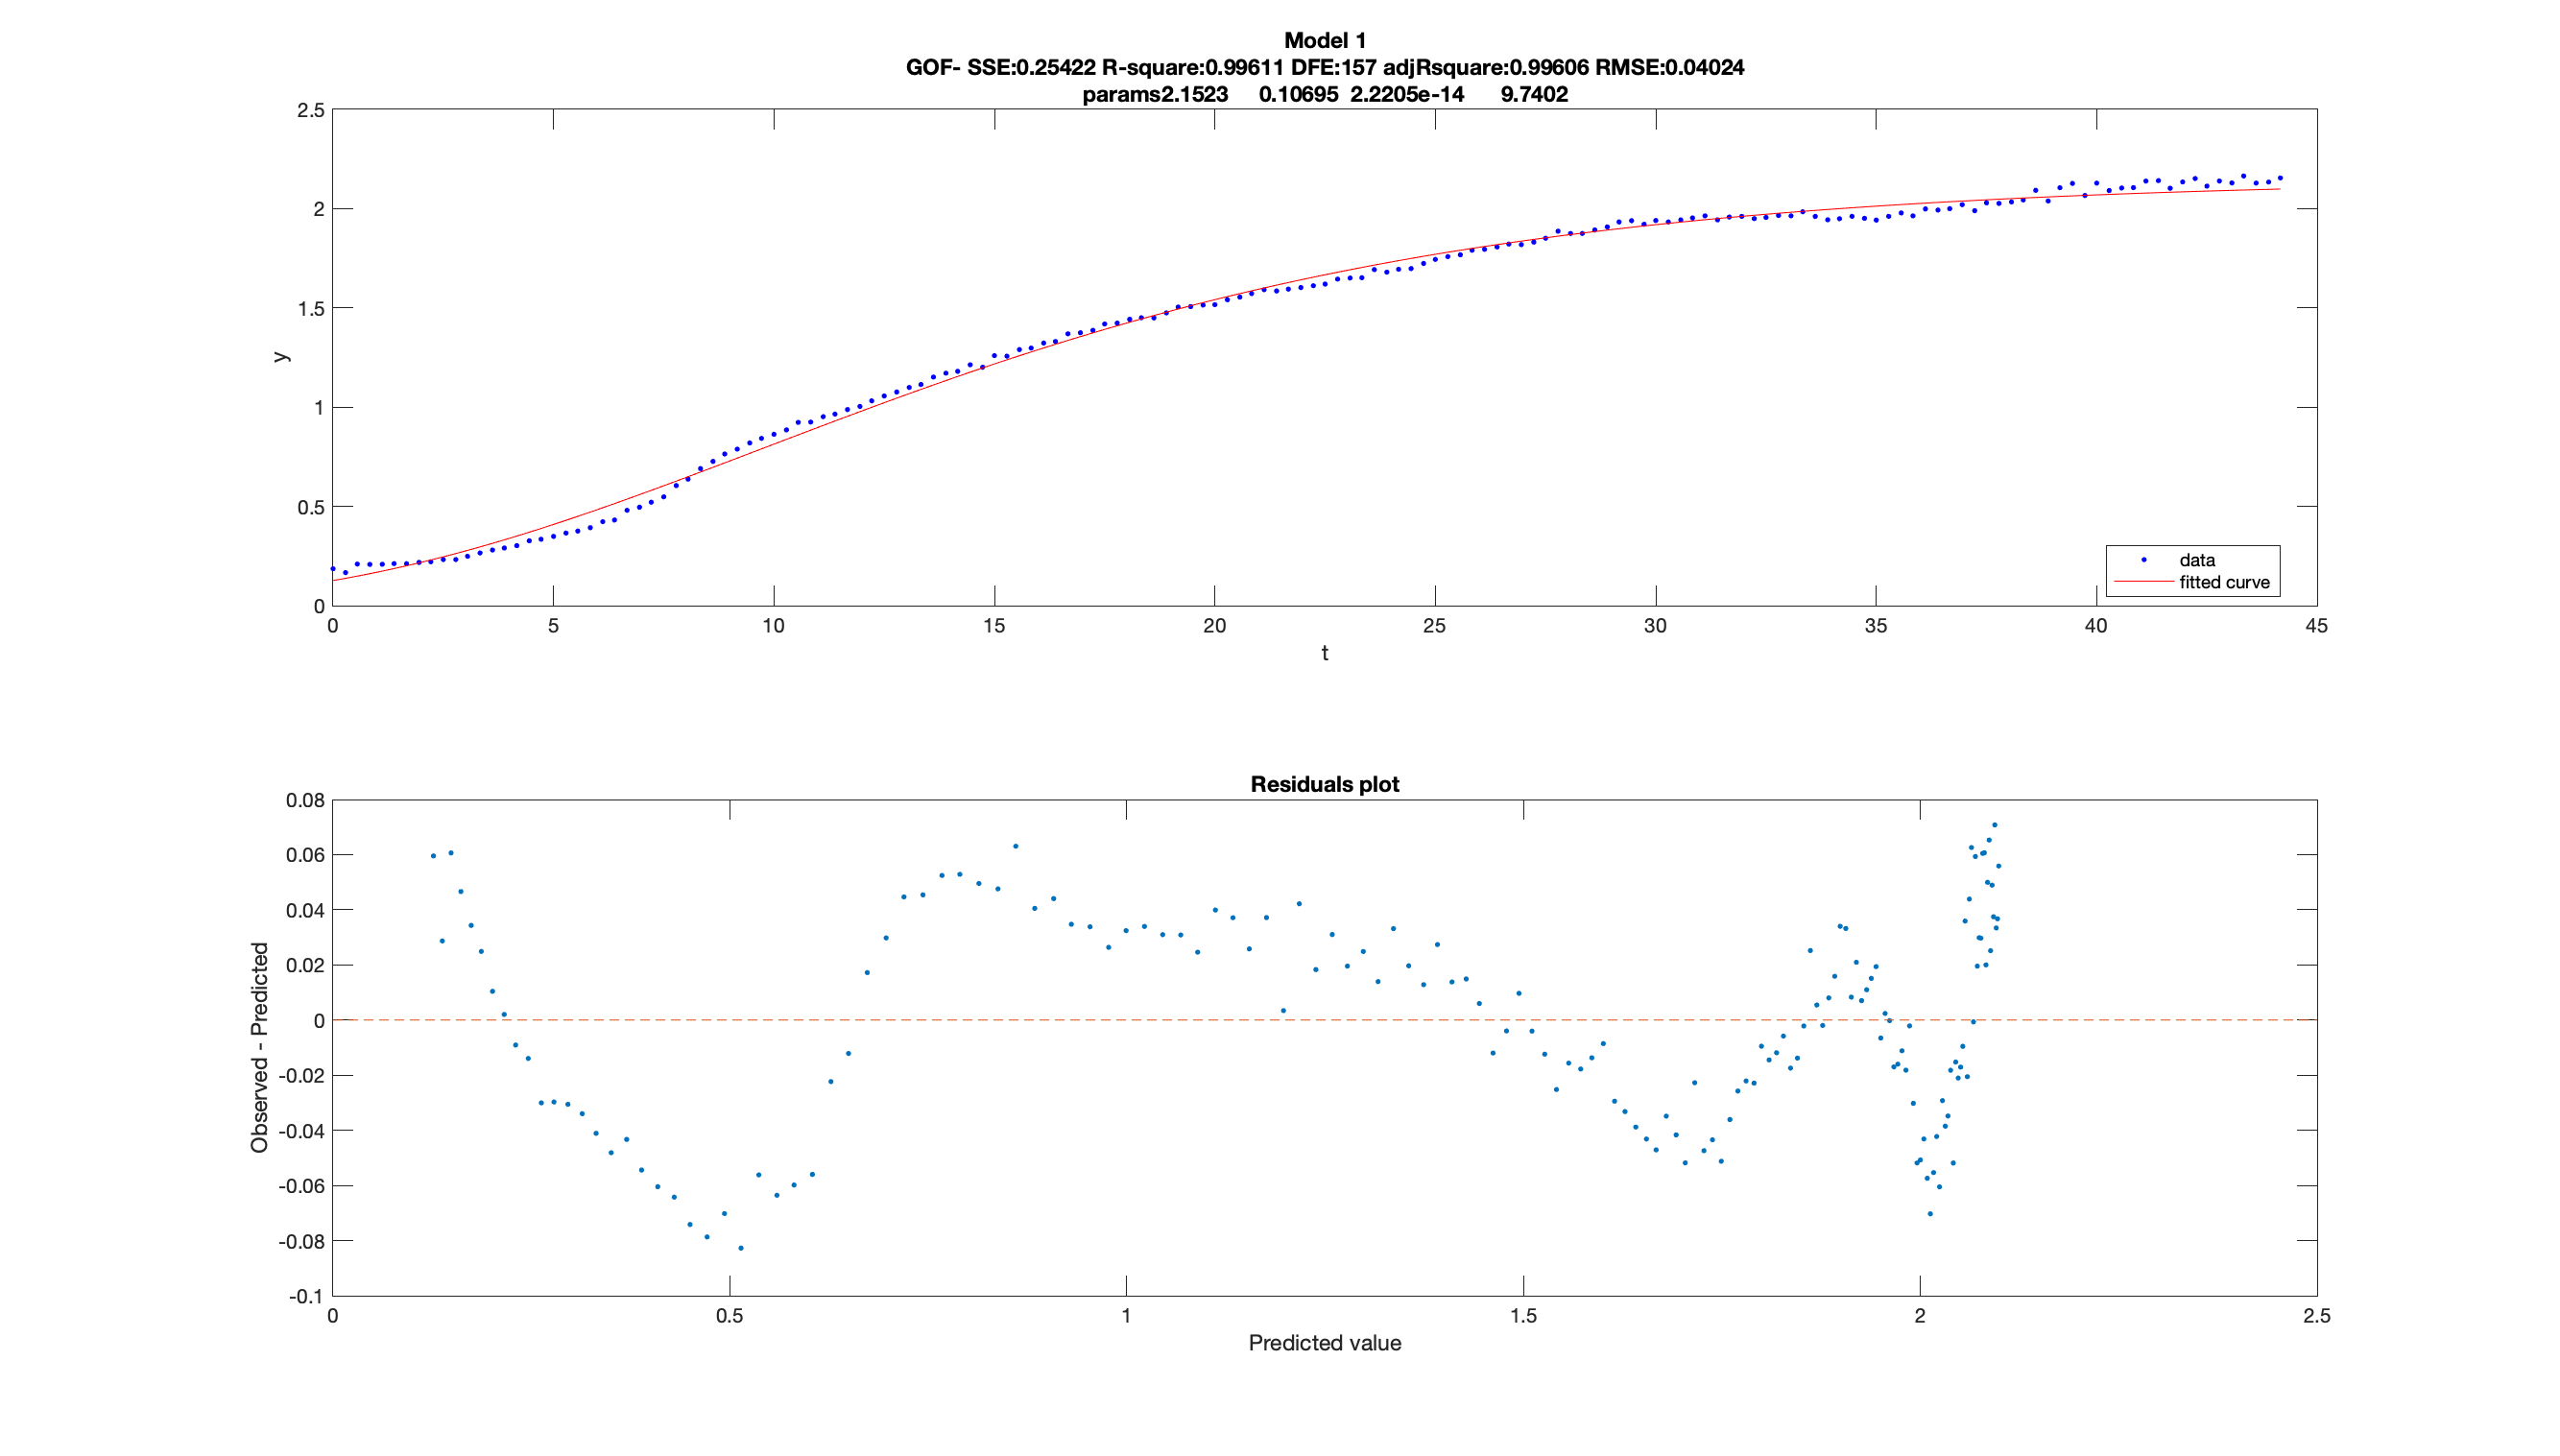 Model 1
GOF- SSE:0.25422 R-square:0.99611 DFE:157 adjRsquare:0.99606 RMSE:0.04024
params2.1523 0.10695 2.2205e-14 9.7402
2.5
2
1.5
1
0.5
0
y
0 5 10 15 20 25 30 35 40 45
t
data
fitted curve
Residuals plot
0.08
0.06
0.04
0.02
0
-0.02
-0.04
-0.06
-0.08
-0.1
Observed - Predicted
0 0.5 1 1.5 2 2.5
Predicted value